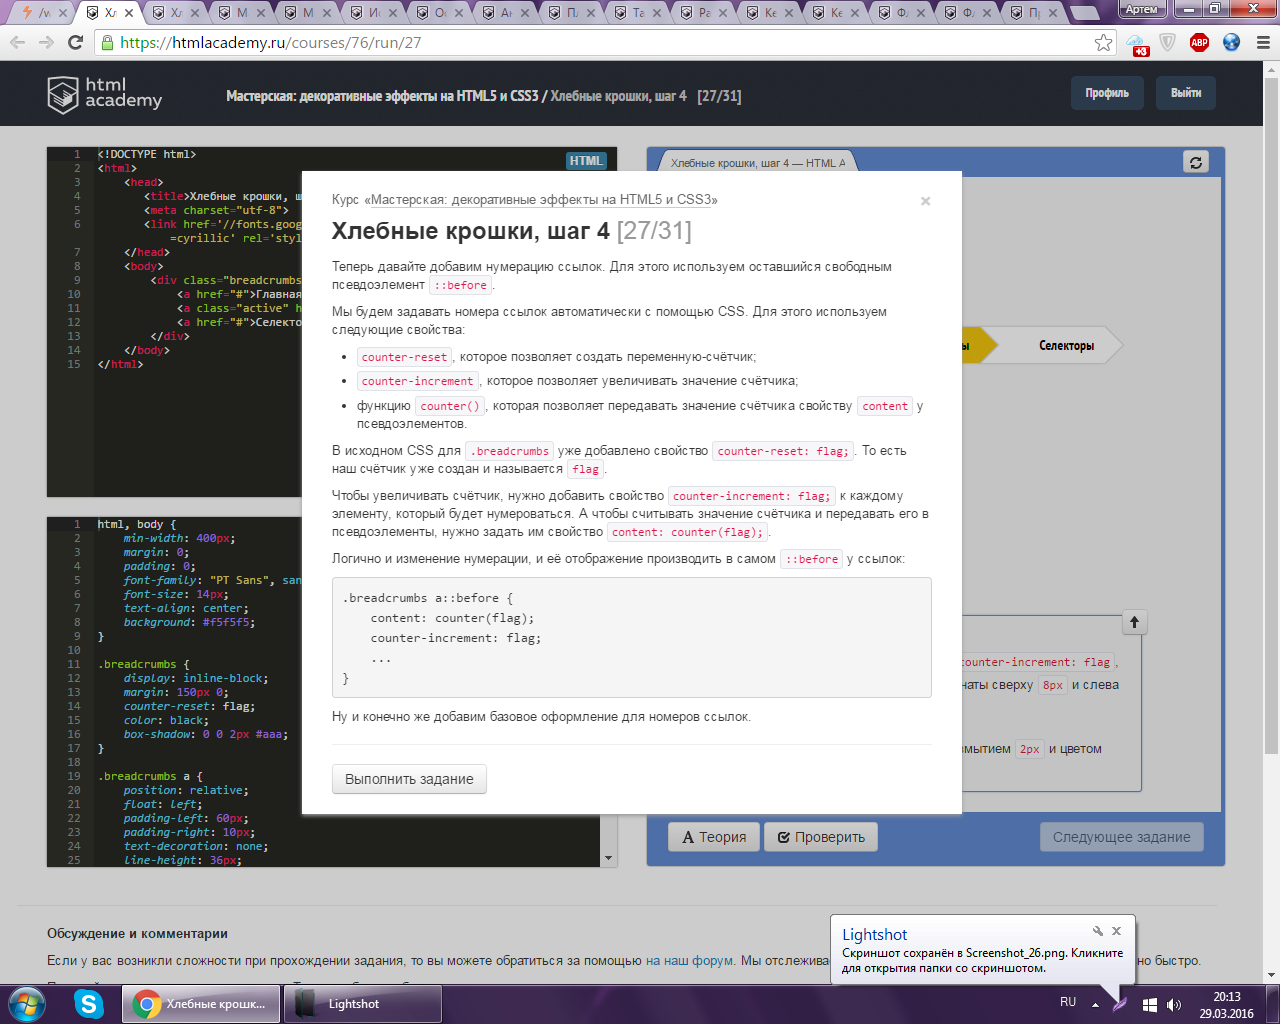 /w
Хл
Хл
М
М
Ис
Ос
Ан
Пл
Та
Ра
Ке
Ке
Фл
Фл
Пр
Артем
https://htmlacademy.ru/courses/76/run/27
+3
ABP
html
academy
Мастерская: декоративные эффекты на HTML5 и CSS3 / Хлебные крошки, шаг 4 [27/31]
Профиль
Выйти
HTML
1 <!DOCTYPE html>
2 <html>
3 <head>
4 <title>Хлебные крошки, ш
5 <meta charset="utf-8">
6 <link href='//fonts.goog
=cyrillic' rel='styl
7 </head>
8 <body>
9 <div class="breadcrumbs
10 <a href="#">Главная
11 <a class="active" h
12 <a href="#">Селекто
13 </div>
14 </body>
15 </html>
Хлебные крошки, шаг 4 — HTML A
ы
Селекторы
Курс «Мастерская: декоративные эффекты на HTML5 и CSS3»
×
Хлебные крошки, шаг 4 [27/31]
Теперь давайте добавим нумерацию ссылок. Для этого используем оставшийся свободным
псевдоэлемент ::before.
Мы будем задавать номера ссылок автоматически с помощью CSS. Для этого используем
следующие свойства:
• counter-reset, которое позволяет создать переменную-счётчик;
• counter-increment, которое позволяет увеличивать значение счётчика;
• функцию counter(), которая позволяет передавать значение счётчика свойству content у
псевдоэлементов.
В исходном CSS для .breadcrumbs уже добавлено свойство counter-reset: flag;. То есть
наш счётчик уже создан и называется flag.
Чтобы увеличивать счётчик, нужно добавить свойство counter-increment: flag; к каждому
элементу, который будет нумероваться. А чтобы считывать значение счётчика и передавать его в
псевдоэлементы, нужно задать им свойство content: counter(flag);.
Логично и изменение нумерации, и её отображение производить в самом ::before у ссылок:
.breadcrumbs a::before {
content: counter(flag);
counter-increment: flag;
...
}
Ну и конечно же добавим базовое оформление для номеров ссылок.
Выполнить задание
1 html, body {
2 min-width: 400px;
3 margin: 0;
4 padding: 0;
5 font-family: "PT Sans", san
6 font-size: 14px;
7 text-align: center;
8 background: #f5f5f5;
9 }
10
11 .breadcrumbs {
12 display: inline-block;
13 margin: 150px 0;
14 counter-reset: flag;
15 color: black;
16 box-shadow: 0 0 2px #aaa;
17 }
18
19 .breadcrumbs a {
20 position: relative;
21 float: left;
22 padding-left: 60px;
23 padding-right: 10px;
24 text-decoration: none;
25 line-height: 36px;
counter-increment: flag,
наты сверху 8px и слева
змытием 2px и цветом
Теория
Проверить
Следующее задание
Обсуждение и комментарии
Если у вас возникли сложности при прохождении задания, то вы можете обратиться за помощью на наш форум. Мы отслежива
но быстро.
Lightshot
Скриншот сохранён в Screenshot_26.png. Кликните
для открытия папки со скриншотом.
Хлебные крошк...
Lightshot
RU
20:13
29.03.2016